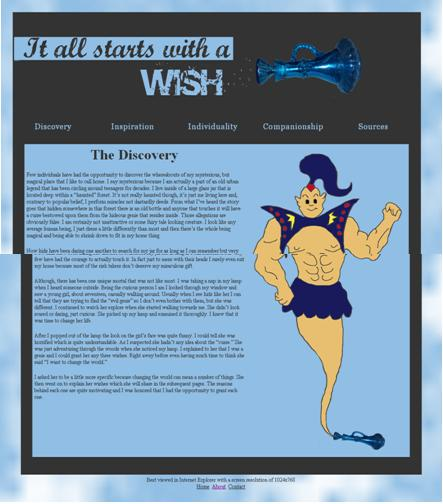 It all starts with a
WISH
Discovery Inspiration Individuality Companionship Sources
The Discovery
Few individuals have had the opportunity to discover the whereabouts of my mysterious, but
magical place that I like to call home. I say mysterious because I am actually a part of an old urban
legend that has been circling around teenagers for decades. I live inside of a large glass jar that is
located deep within a "haunted" forest. It's not really haunted though, it's just me living here and,
contrary to popular belief, I perform miracles not dastardly deeds. From what I've heard the story
goes that hidden somewhere in this forest there is an old bottle and anyone that touches it will have
a curse bestowed upon them from the hideous genie that resides inside. Those allegations are
obviously false. I am certainly not unattractive or some fairy tale looking creature. I look like any
average human being, I just dress a little differently than most and then there's the whole being
magical and being able to shrink down to fit in my home thing.
Now kids have been daring one another to search for my jar for as long as I can remember but very
few have had the courage to actually touch it. In fact just to mess with their heads I rarely even exit
my home because most of the risk takers don't deserve my miraculous gift.
Although, there has been one unique mortal that was not like most. I was taking a nap in my lamp
when I heard someone outside. Being the curious person I am I looked through my window and
saw a young girl, about seventeen, casually walking around. Usually when new kids like her I can
tell that they are trying to find the "evil genie" so I don't even bother with them, but she was
different. I continued to watch her explore when she started walking towards me. She didn't look
scared or daring, just curious. She picked up my lamp and examined it thoroughly. I knew that it
was time to change her life.
After I popped out of the lamp the look on the girl's face was quite funny. I could tell she was
horrified which is quite understandable. As I suspected she hadn't any idea about the "curse." She
was just adventuring through the woods when she noticed my lamp. I explained to her that I was a
genie and I could grant her any three wishes. Right away before even having much time to think she
said "I want to change the world."
I asked her to be a little more specific because changing the world can mean a number of things. She
then went on to explain her wishes which she will share in the subsequent pages. The reasons
behind each one are quite motivating and I was honored that I had the opportunity to grant each
one.
Best viewed in Internet Explorer with a screen resolution of 1024x768
Home About Contact